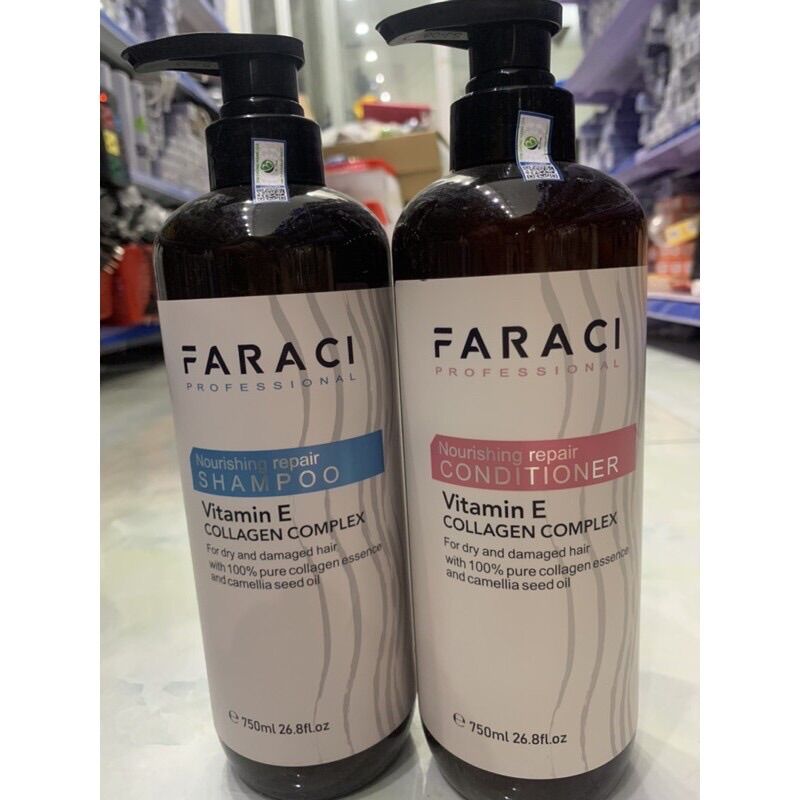 FARACI
PROFESSIONAL
Nourishing repair
SHAMPOO
Vitamin E
COLLAGEN COMPLEX
For dry and damaged hair
with 100% pure collagen essence
and camellia seed oil
℮ 750ml 26.8fl.oz
FARACI
PROFESSIONAL
Nourishing repair
CONDITIONER
Vitamin E
COLLAGEN COMPLEX
For dry and damaged hair
with 100% pure collagen essence
and camellia seed oil
℮ 750ml 26.8fl.oz